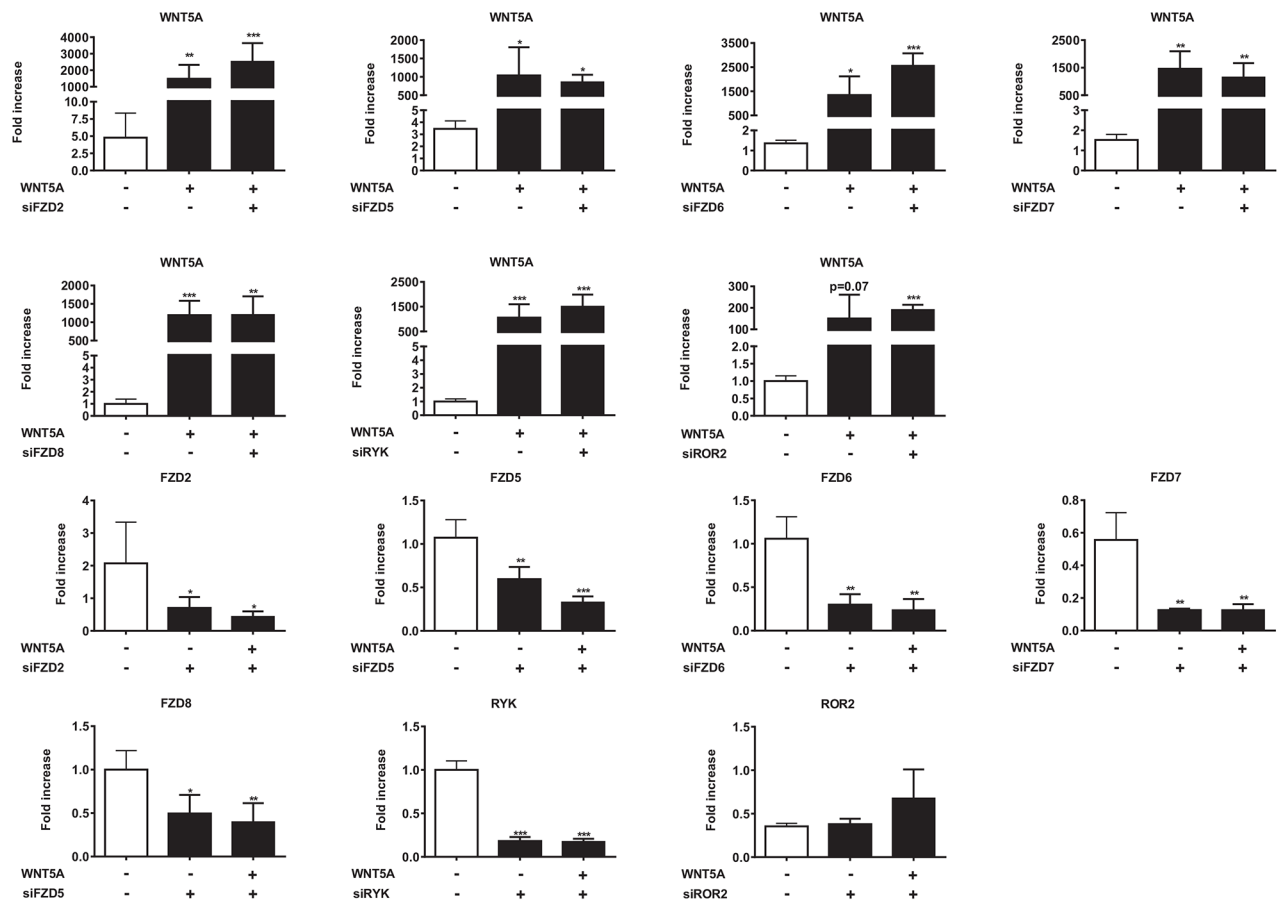 WNT5A
Fold increase
4000
3000
2000
1000
10.0
7.5
5.0
2.5
0.0
**
***
WNT5A - + +
siFZD2 - - +
WNT5A
Fold increase
2000
1500
1000
500
5
4
3
2
1
0
*
*
WNT5A - + +
siFZD5 - - +
WNT5A
Fold increase
3500
2500
1500
500
2
1
0
*
***
WNT5A - + +
siFZD6 - - +
WNT5A
Fold increase
2500
1500
500
3
2
1
0
**
**
WNT5A - + +
siFZD7 - - +
WNT5A
Fold increase
2000
1500
1000
500
5
4
3
2
1
0
***
**
WNT5A - + +
siFZD8 - - +
WNT5A
Fold increase
2500
1500
500
5
4
3
2
1
0
***
***
WNT5A - + +
siRYK - - +
WNT5A
Fold increase
300
200
100
2.0
1.5
1.0
0.5
0.0
p=0.07
***
WNT5A - + +
siROR2 - - +
FZD2
Fold increase
4
3
2
1
0
*
*
WNT5A - - +
siFZD2 - + +
FZD5
Fold increase
1.5
1.0
0.5
0.0
**
***
WNT5A - - +
siFZD5 - + +
FZD6
Fold increase
1.5
1.0
0.5
0.0
**
**
WNT5A - - +
siFZD6 - + +
FZD7
Fold increase
0.8
0.6
0.4
0.2
0.0
**
**
WNT5A - - +
siFZD7 - + +
FZD8
Fold increase
1.5
1.0
0.5
0.0
*
**
WNT5A - - +
siFZD5 - + +
RYK
Fold increase
1.5
1.0
0.5
0.0
***
***
WNT5A - - +
siRYK - + +
ROR2
Fold increase
1.5
1.0
0.5
0.0
WNT5A - - +
siROR2 - + +